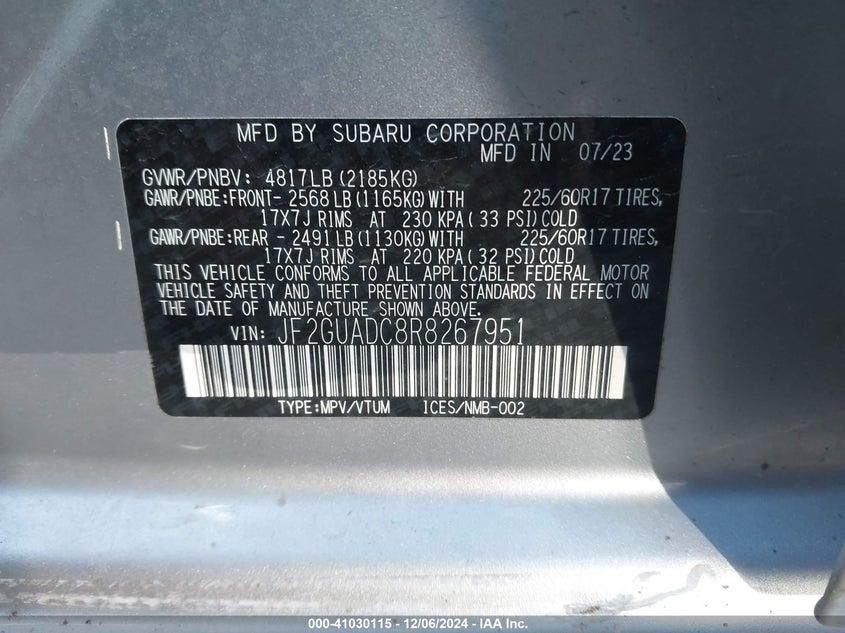 MFD BY SUBARU CORPORATION
MFD IN 07/23
GVWR/PNBV: 4817LB (2185KG)
GAWR/PNBE:FRONT- 2568 LB (1165KG) WITH 225/60R17 TIRES,
17X7J RIMS AT 230 KPA ( 33 PSI) COLD
GAWR/PNBE:REAR - 2491 LB (1130KG) WITH 225/60R17 TIRES,
17X7J RIMS AT 220 KPA ( 32 PSI) COLD
THIS VEHICLE CONFORMS TO ALL APPLICABLE FEDERAL MOTOR
VEHICLE SAFETY AND THEFT PREVENTION STANDARDS IN EFFECT ON
THE DATE OF MANUFACTURE SHOWN ABOVE.
VIN: JF2GUADC8R8267951
TYPE:MPV/VTUM ICES/NMB-002
000-41030115 - 12/06/2024 - IAAI.com